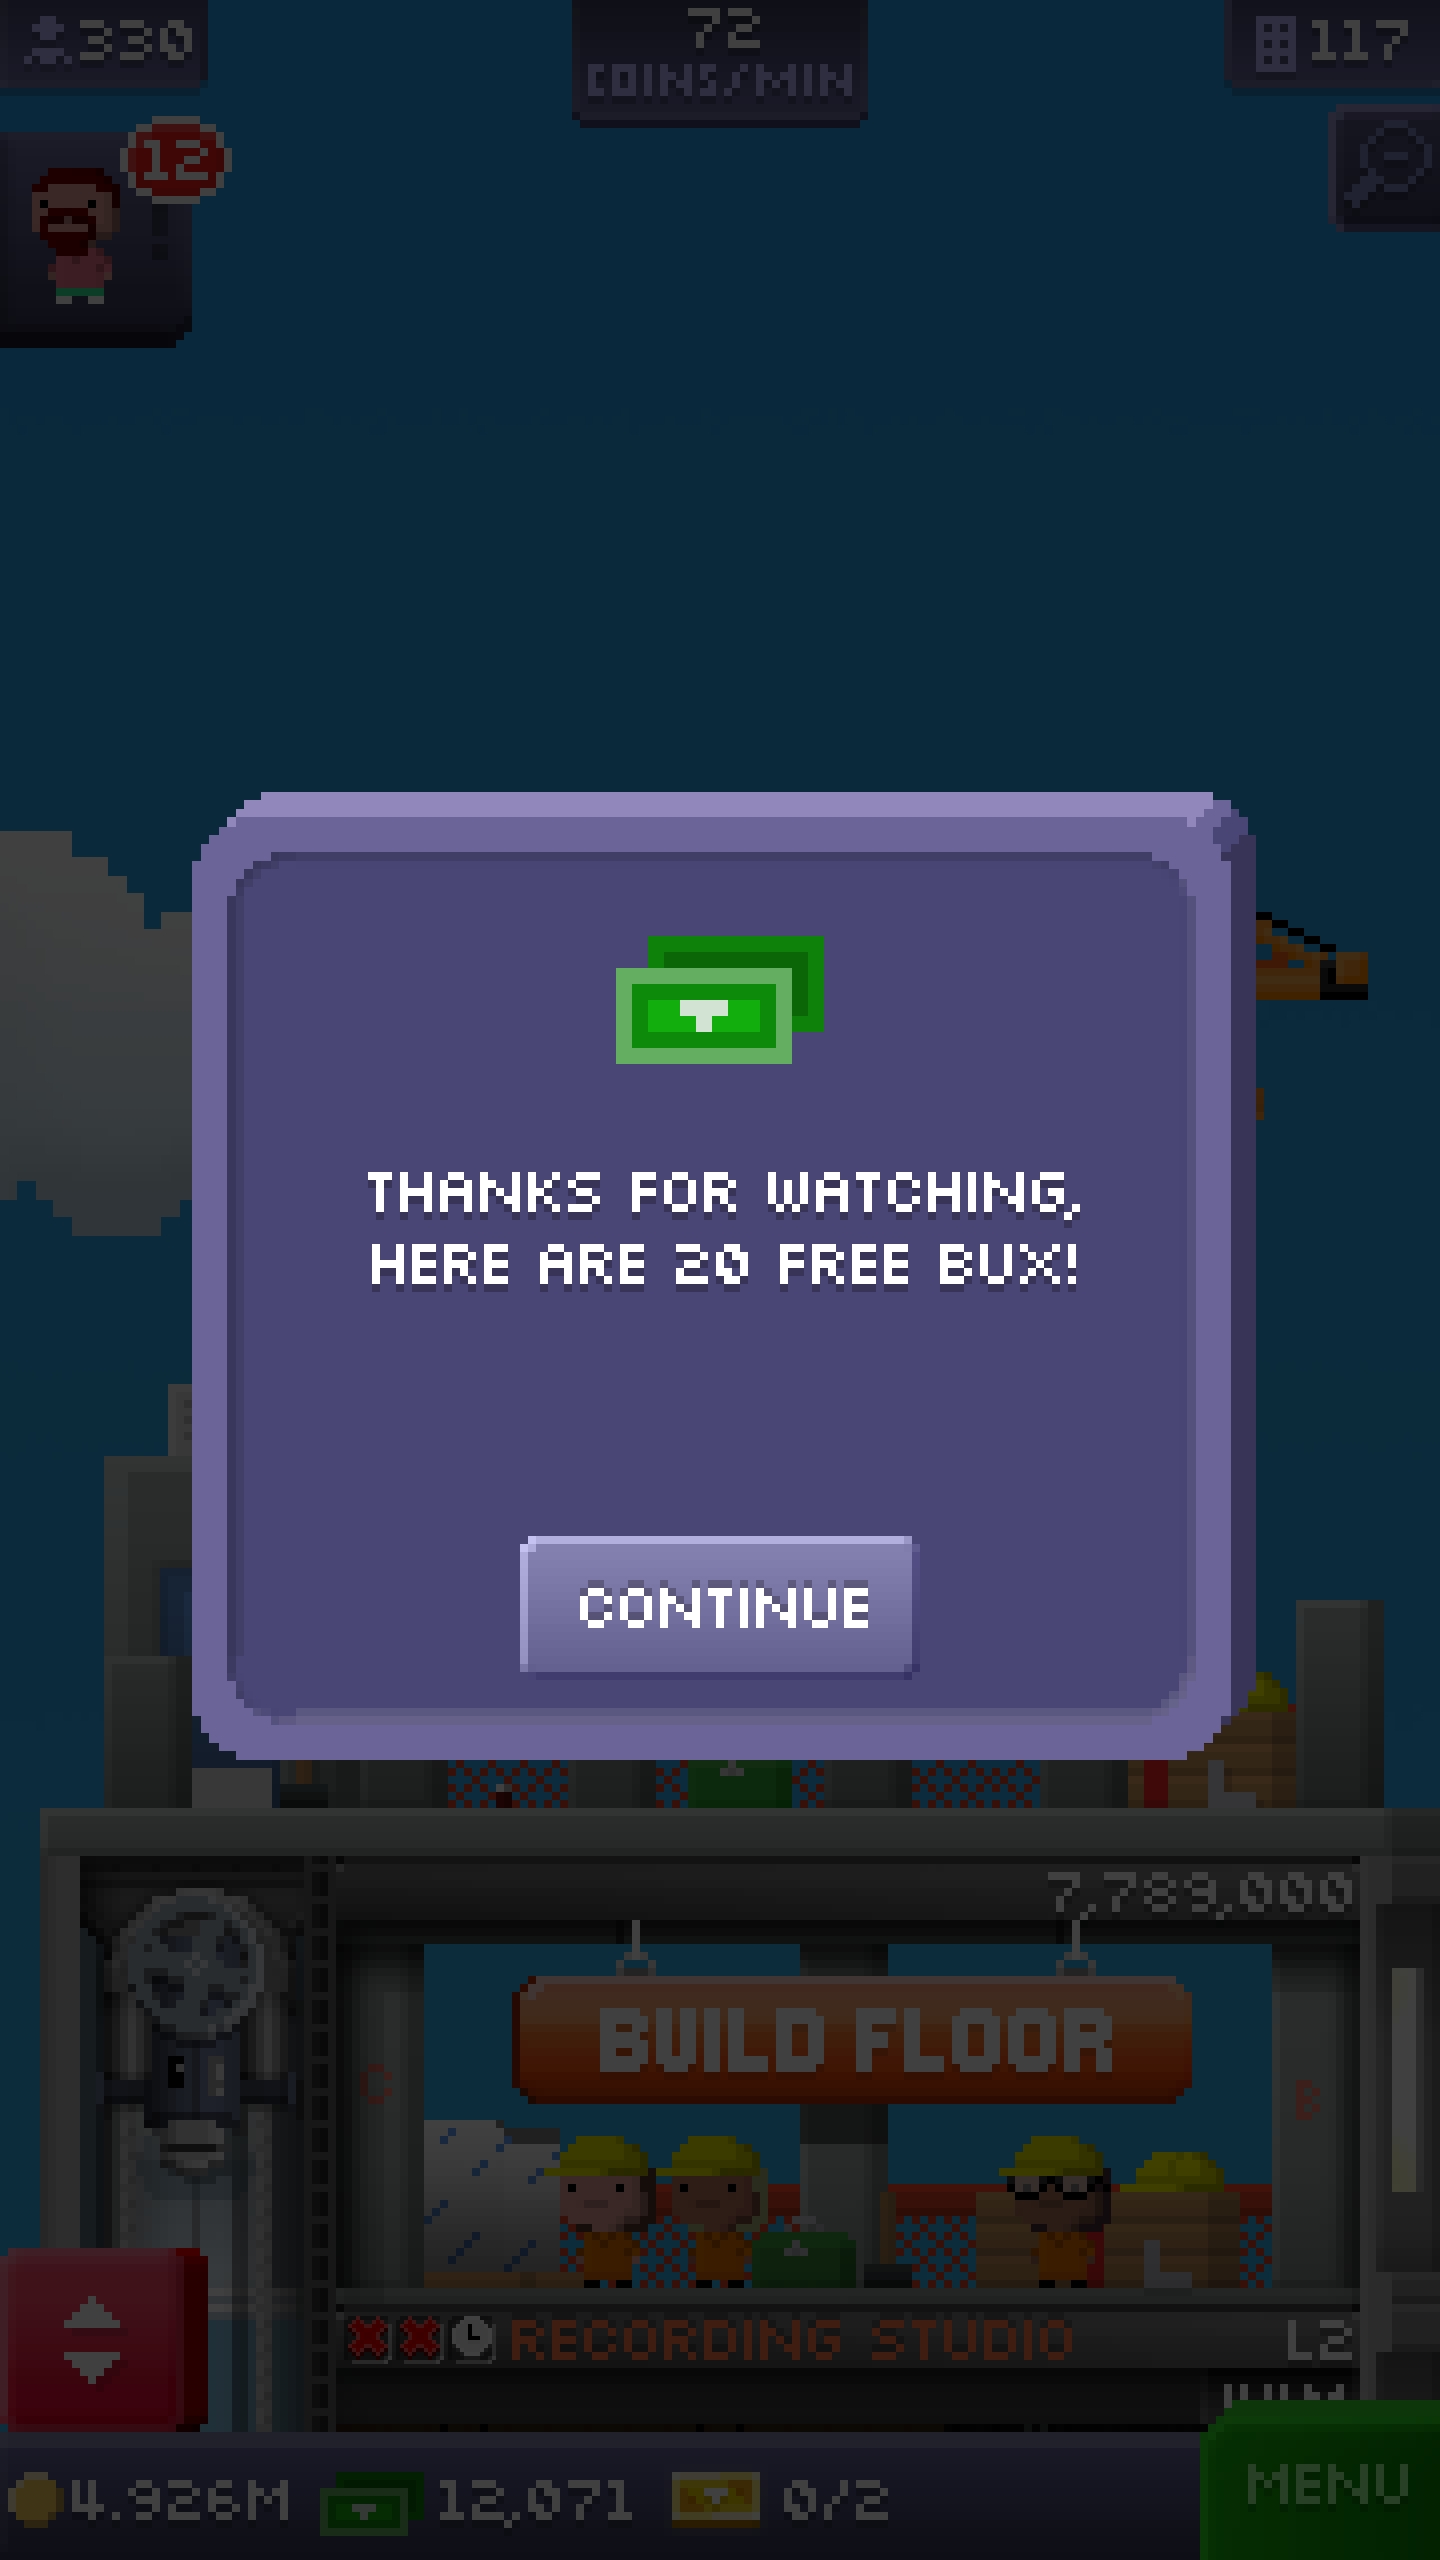 330
72
COINS/MIN
117
12
THANKS FOR WATCHING,
HERE ARE 20 FREE BUX!
CONTINUE
7,789,000
BUILD FLOOR
C
B
RECORDING STUDIO L2
4.926M 12,071 0/2
MENU